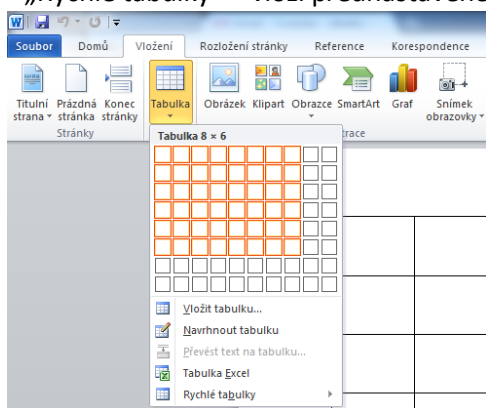 „Rychlé tabulky" – vloží přednastavené
W
Soubor Domů Vložení Rozložení stránky Reference Korespondence
Titulní strana Prázdná stránka Konec stránky Tabulka Obrázek Klipart Obrazce SmartArt Graf Snímek obrazovky
Stránky trace
Tabulka 8 × 6
Vložit tabulku...
Navrhnout tabulku
Převést text na tabulku...
Tabulka Excel
Rychlé tabulky